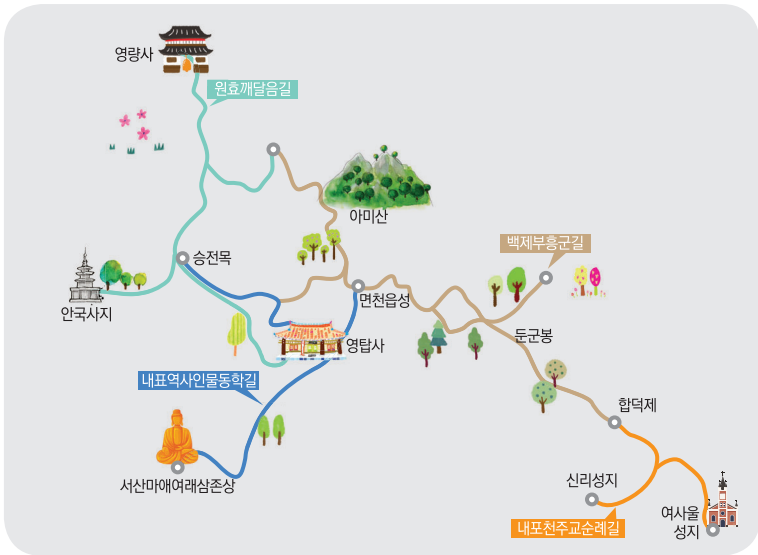 영랑사
원효깨달음길
아미산
승전목
백제부흥군길
안국사지
면천읍성
둔군봉
영탑사
내표역사인물동학길
합덕제
서산마애여래삼존상
신리성지
여사울
성지
내포천주교순례길